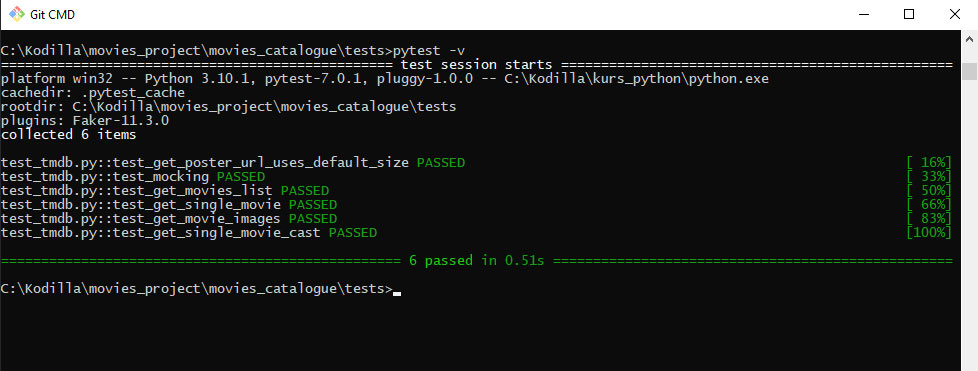 Git CMD
C:\Kodilla\movies_project\movies_catalogue\tests>pytest -v
================================================= test session starts =================================================
platform win32 -- Python 3.10.1, pytest-7.0.1, pluggy-1.0.0 -- C:\Kodilla\kurs_python\python.exe
cachedir: .pytest_cache
rootdir: C:\Kodilla\movies_project\movies_catalogue\tests
plugins: Faker-11.3.0
collected 6 items
test_tmdb.py::test_get_poster_url_uses_default_size PASSED [ 16%]
test_tmdb.py::test_mocking PASSED [ 33%]
test_tmdb.py::test_get_movies_list PASSED [ 50%]
test_tmdb.py::test_get_single_movie PASSED [ 66%]
test_tmdb.py::test_get_movie_images PASSED [ 83%]
test_tmdb.py::test_get_single_movie_cast PASSED [100%]
================================================== 6 passed in 0.51s ==================================================
C:\Kodilla\movies_project\movies_catalogue\tests>